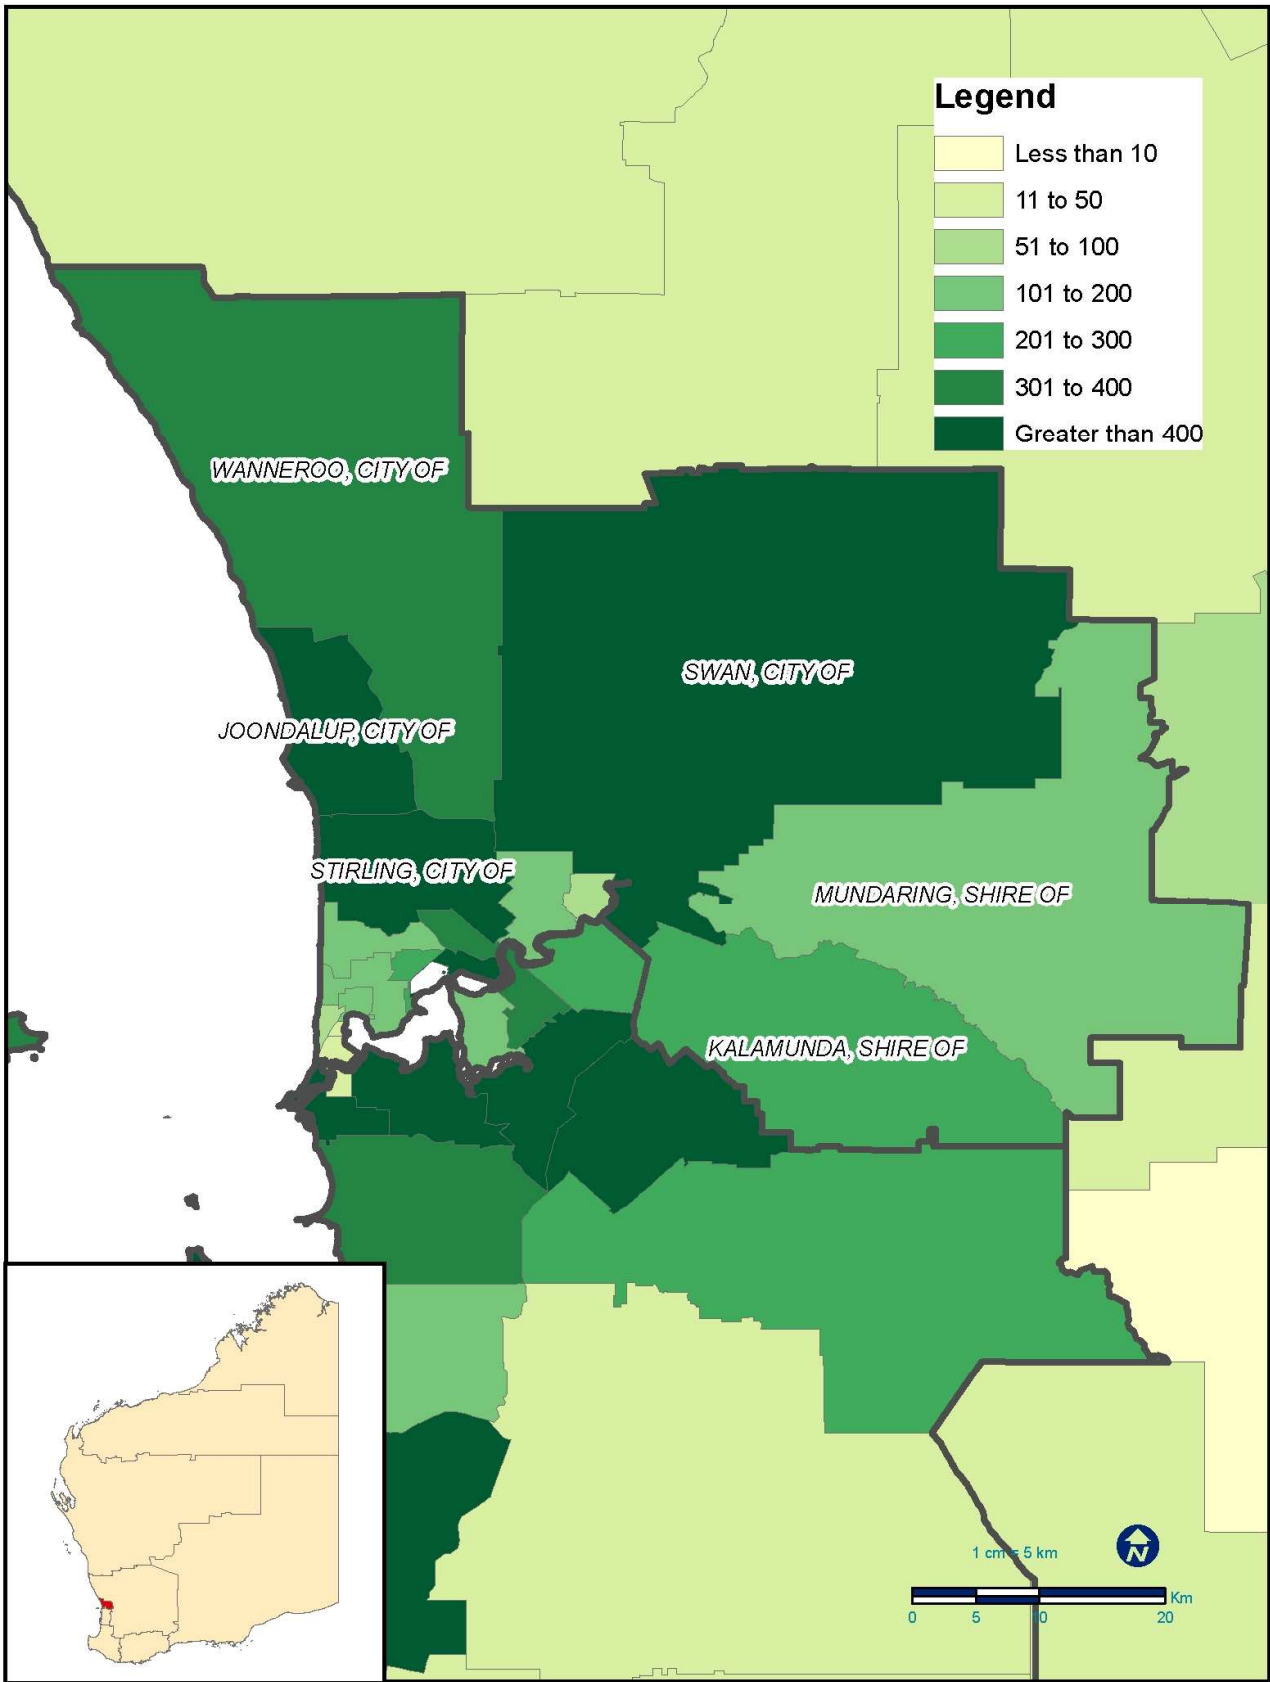 Legend
Less than 10
11 to 50
51 to 100
101 to 200
201 to 300
301 to 400
Greater than 400
WANNEROO, CITY OF
SWAN, CITY OF
JOONDALUP, CITY OF
STIRLING, CITY OF
MUNDARING, SHIRE OF
KALAMUNDA, SHIRE OF
1 cm = 5 km
N
Km
0 5 10 20